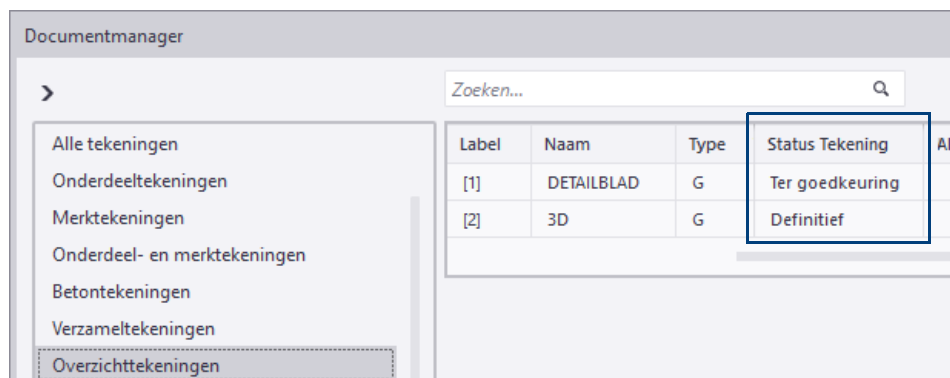 Documentmanager
Zoeken...
Alle tekeningen
Onderdeeltekeningen
Merktekeningen
Onderdeel- en merktekeningen
Betontekeningen
Verzameltekeningen
Overzichttekeningen
Label Naam Type Status Tekening
[1] DETAILBLAD G Ter goedkeuring
[2] 3D G Definitief